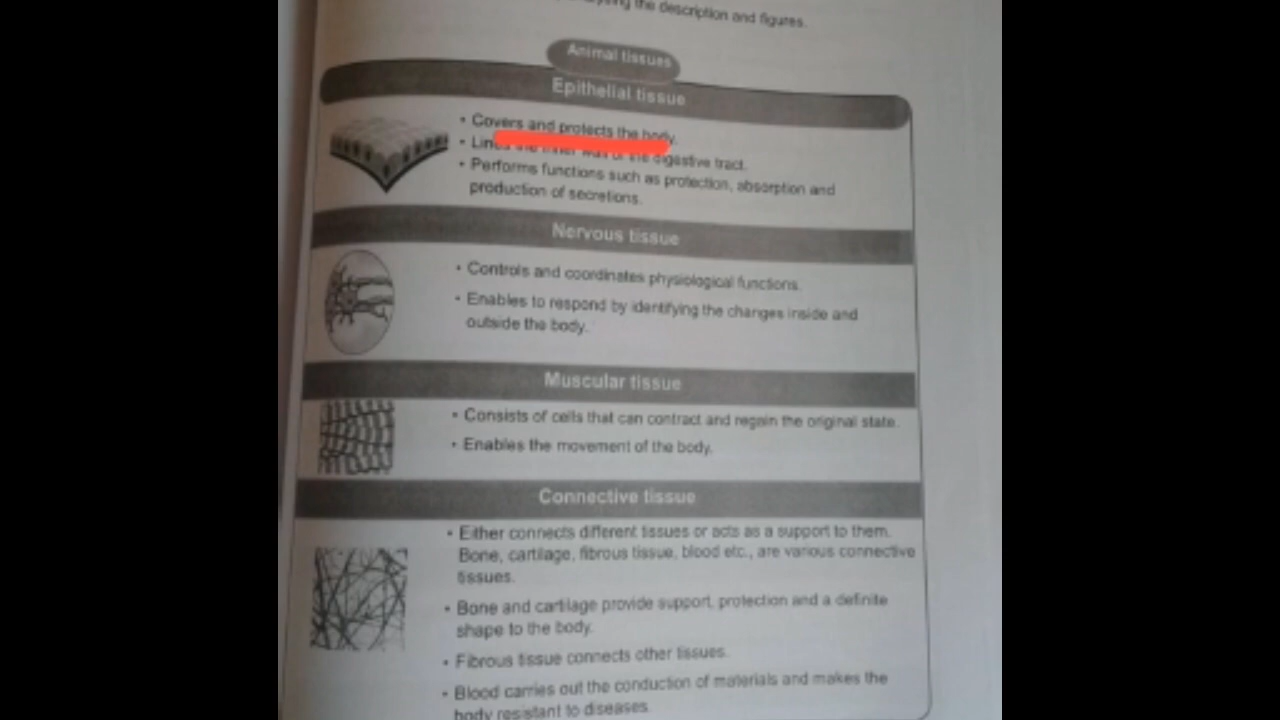 the description and figures.
Animal tissues
Epithelial tissue
• Covers and protects the body.
• Lines the inner wall of the digestive tract.
• Performs functions such as protection, absorption and
production of secretions.
Nervous tissue
• Controls and coordinates physiological functions.
• Enables to respond by identifying the changes inside and
outside the body.
Muscular tissue
• Consists of cells that can contract and regain the original state.
• Enables the movement of the body.
Connective tissue
• Either connects different tissues or acts as a support to them.
Bone, cartilage, fibrous tissue, blood etc., are various connective
tissues.
• Bone and cartilage provide support, protection and a definite
shape to the body.
• Fibrous tissue connects other tissues.
• Blood carries out the conduction of materials and makes the
body resistant to diseases.